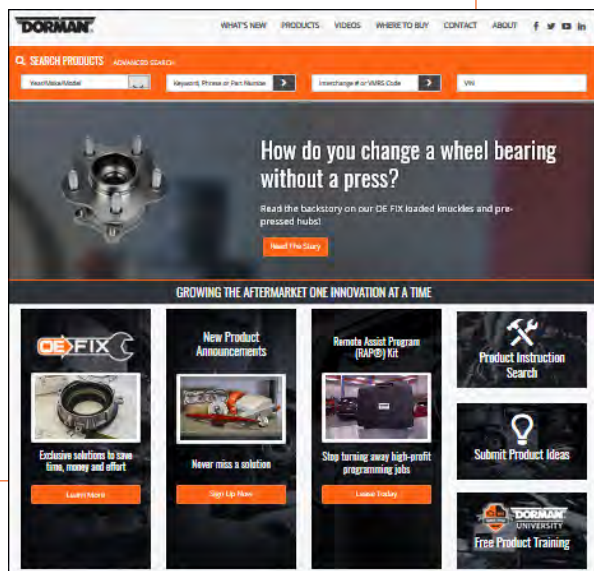 DORMAN
WHAT'S NEW PRODUCTS VIDEOS WHERE TO BUY CONTACT ABOUT
SEARCH PRODUCTS ADVANCED SEARCH
Year/Make/Model Keyword, Phrase or Part Number Interchange # or VMRS Code VIN
How do you change a wheel bearing
without a press?
Read the backstory on our OE FIX loaded knuckles and pre-
pressed hubs!
Read The Story
GROWING THE AFTERMARKET ONE INNOVATION AT A TIME
OE FIX
Exclusive solutions to save
time, money and effort
Learn More
New Product
Announcements
Never miss a solution
Sign Up Now
Remote Assist Program
(RAP®) Kit
Stop turning away high-profit
programming jobs
Lease Today
Product Instruction
Search
Submit Product Ideas
DORMAN
UNIVERSITY
Free Product Training